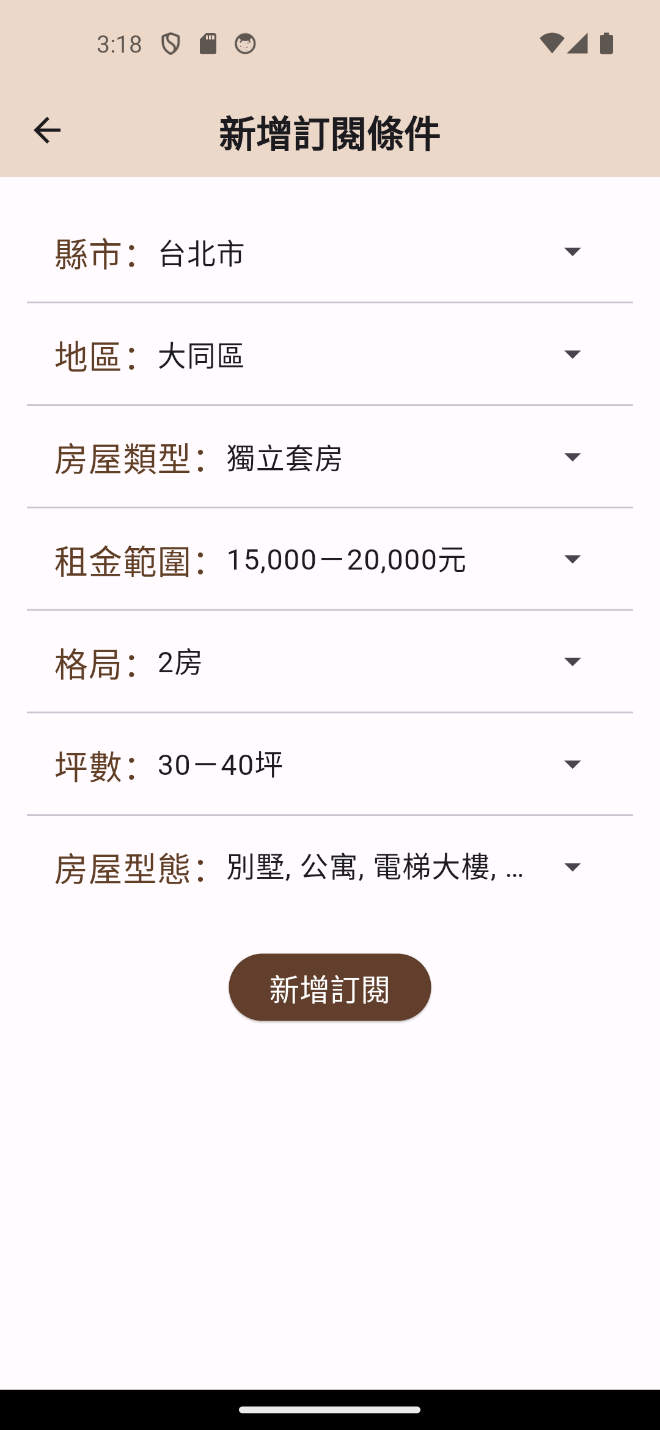 3:18
新增訂閱條件
縣市：台北市
地區：大同區
房屋類型：獨立套房
租金範圍：15,000－20,000元
格局：2房
坪數：30－40坪
房屋型態：別墅, 公寓, 電梯大樓, ...
新增訂閱